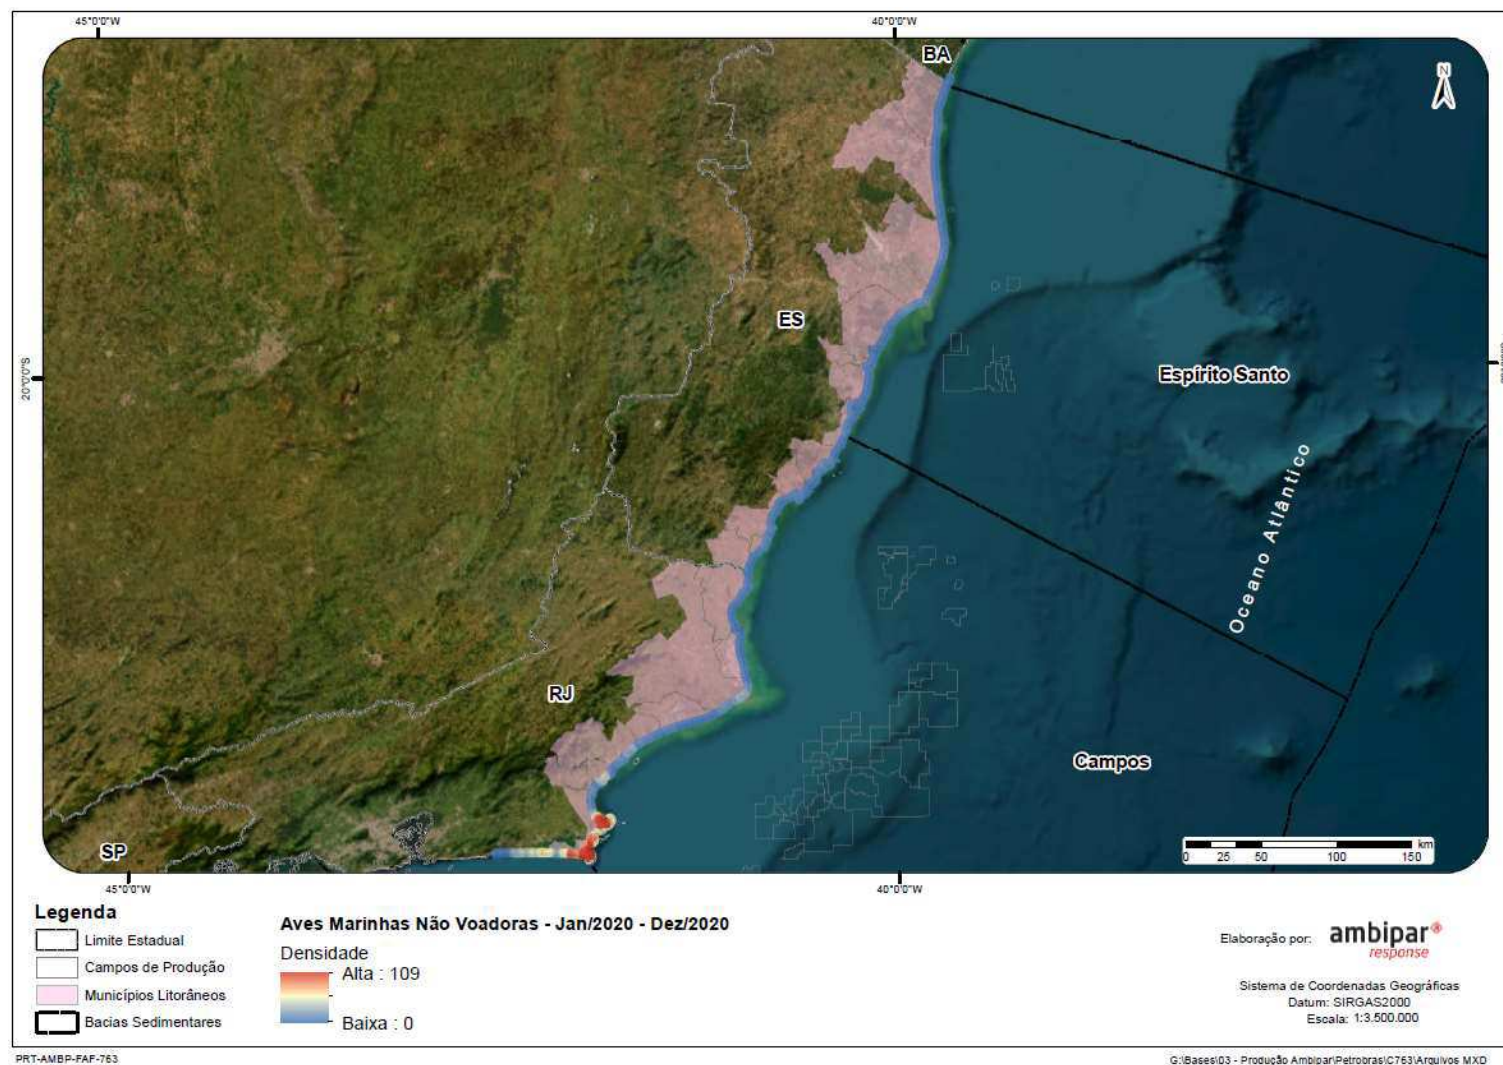 45°0'0"W
40°0'0"W
BA
N
ES
20°0'0"S
Espírito Santo
Oceano Atlântico
RJ
Campos
SP
km
0 25 50 100 150
45°0'0"W
40°0'0"W
Legenda
Limite Estadual
Campos de Produção
Municípios Litorâneos
Bacias Sedimentares
Aves Marinhas Não Voadoras - Jan/2020 - Dez/2020
Densidade
Alta : 109
Baixa : 0
Elaboração por:
ambipar®
response
Sistema de Coordenadas Geográficas
Datum: SIRGAS2000
Escala: 1:3.500.000
PRT-AMBP-FAF-763
G:\Bases\03 - Produção Ambipar\Petrobras\C763\Arquivos MXD